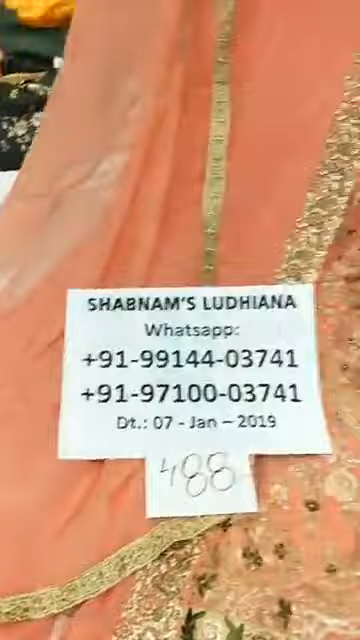 SHABNAM'S LUDHIANA
Whatsapp:
+91-99144-03741
+91-97100-03741
Dt.: 07 - Jan – 2019
488